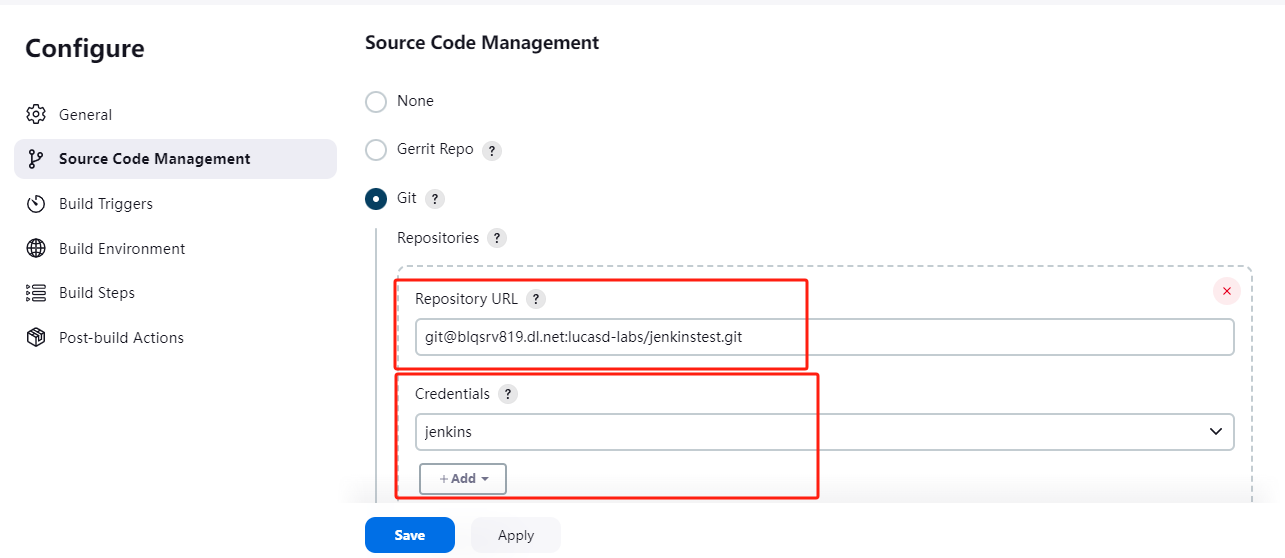 Configure
General
Source Code Management
Build Triggers
Build Environment
Build Steps
Post-build Actions
Source Code Management
None
Gerrit Repo ?
Git ?
Repositories ?
Repository URL ?
git@blqsrv819.dl.net:lucasd-labs/jenkinstest.git
Credentials ?
jenkins
+ Add
Save Apply